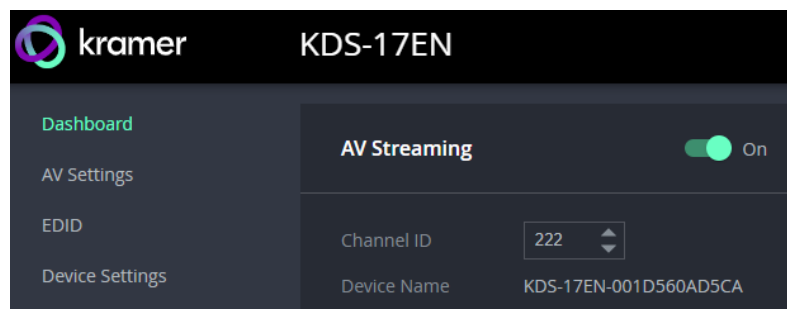 kramer
KDS-17EN
Dashboard
AV Settings
EDID
Device Settings
AV Streaming
On
Channel ID
222
Device Name
KDS-17EN-001D560AD5CA